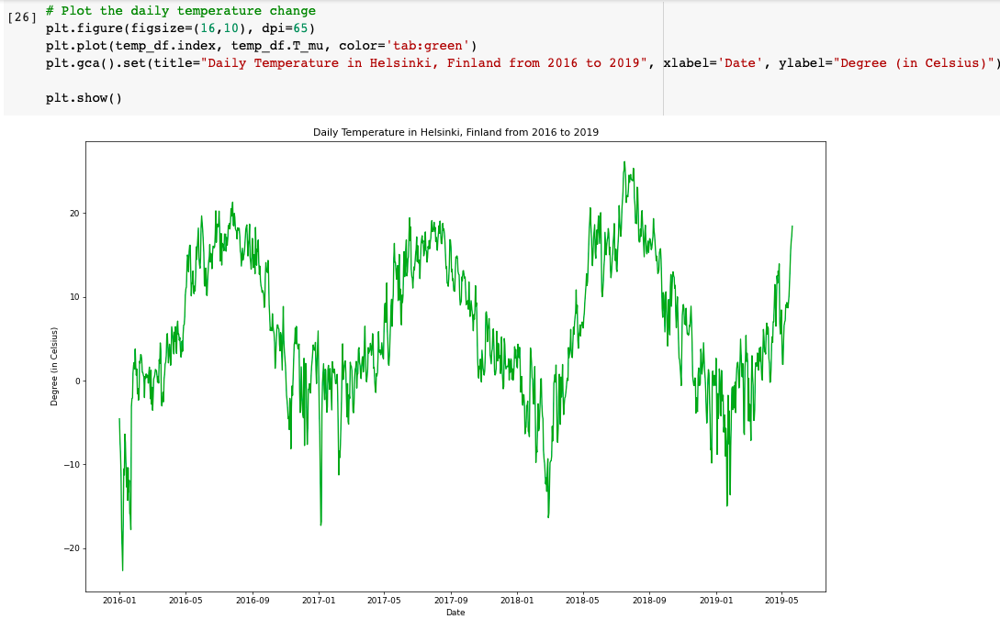 [26] # Plot the daily temperature change
plt.figure(figsize=(16,10), dpi=65)
plt.plot(temp_df.index, temp_df.T_mu, color='tab:green')
plt.gca().set(title="Daily Temperature in Helsinki, Finland from 2016 to 2019", xlabel='Date', ylabel="Degree (in Celsius)")
plt.show()
Daily Temperature in Helsinki, Finland from 2016 to 2019
20
10
0
−10
−20
Degree (in Celsius)
2016-01 2016-05 2016-09 2017-01 2017-05 2017-09 2018-01 2018-05 2018-09 2019-01 2019-05
Date